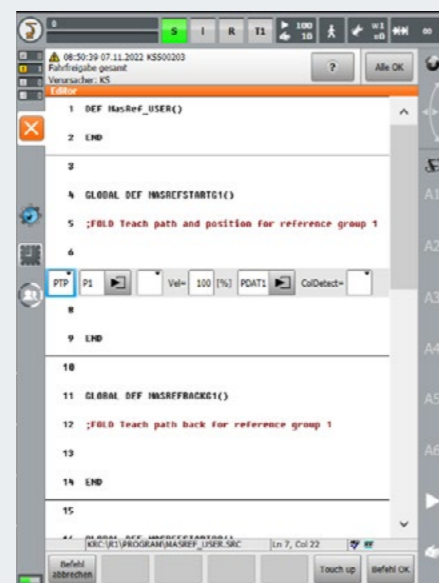 0
S I R T1 100 10 W1 B0 ∞
08:50:39 07.11.2022 KSS00203
Fahrfreigabe gesamt
Verursacher: KS
? Alle OK
Editor
1 DEF MasRef_USER()
2 END
3
4 GLOBAL DEF MASREFSTARTG1()
5 ;FOLD Teach path and position for reference group 1
6
PTP P1 Vel= 100 [%] PDAT1 ColDetect=
8
9 END
10
11 GLOBAL DEF MASREFBACKG1()
12 ;FOLD Teach path back for reference group 1
13
14 END
15
KRC:\R1\PROGRAM\MASREF_USER.SRC Ln 7, Col 22
Befehl abbrechen Touch up Befehl OK
A1
A2
A3
A4
A5
A6